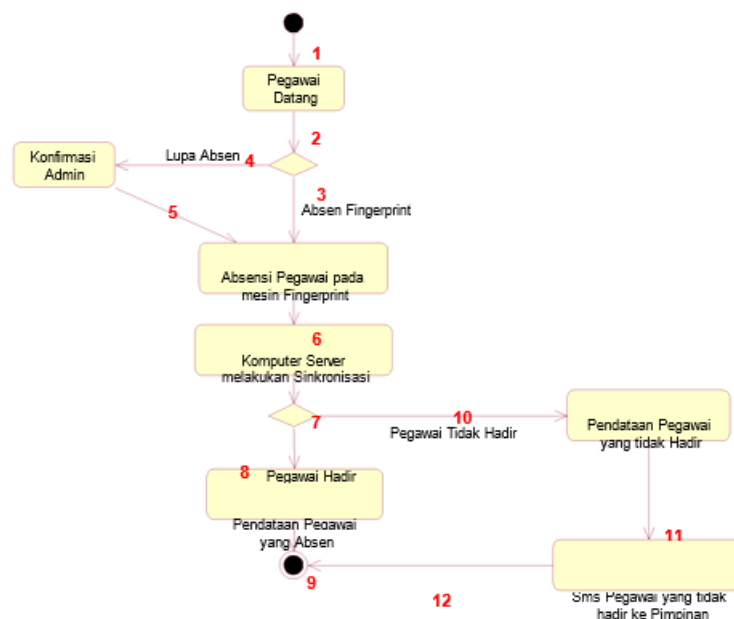 1
Pegawai
Datang
2
Lupa Absen
4
Konfirmasi
Admin
3
Absen Fingerprint
5
Absensi Pegawai pada
mesin Fingerprint
6
Komputer Server
melakukan Sinkronisasi
7
10
Pegawai Tidak Hadir
Pendataan Pegawai
yang tidak Hadir
8
Pegawai Hadir
Pendataan Pegawai
yang Absen
11
9
12
Sms Pegawai yang tidak
hadir ke Pimpinan